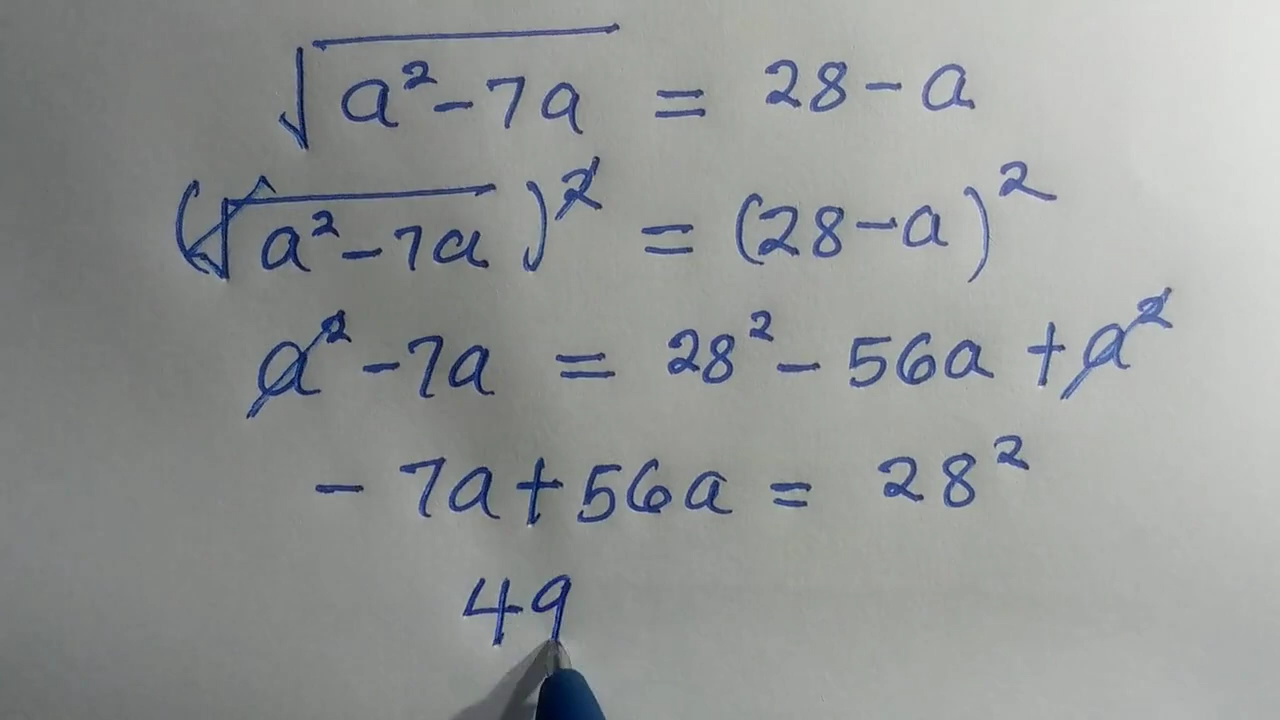 √(a² - 7a) = 28 - a
(√(a² - 7a))² = (28 - a)²
a² - 7a = 28² - 56a + a²
- 7a + 56a = 28²
49